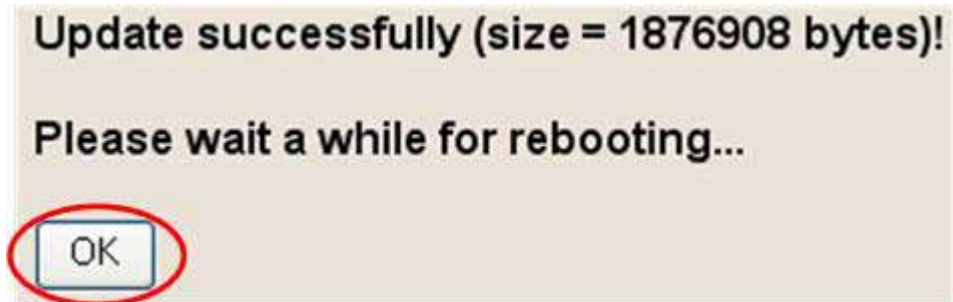 Update successfully (size = 1876908 bytes)!
Please wait a while for rebooting...
OK